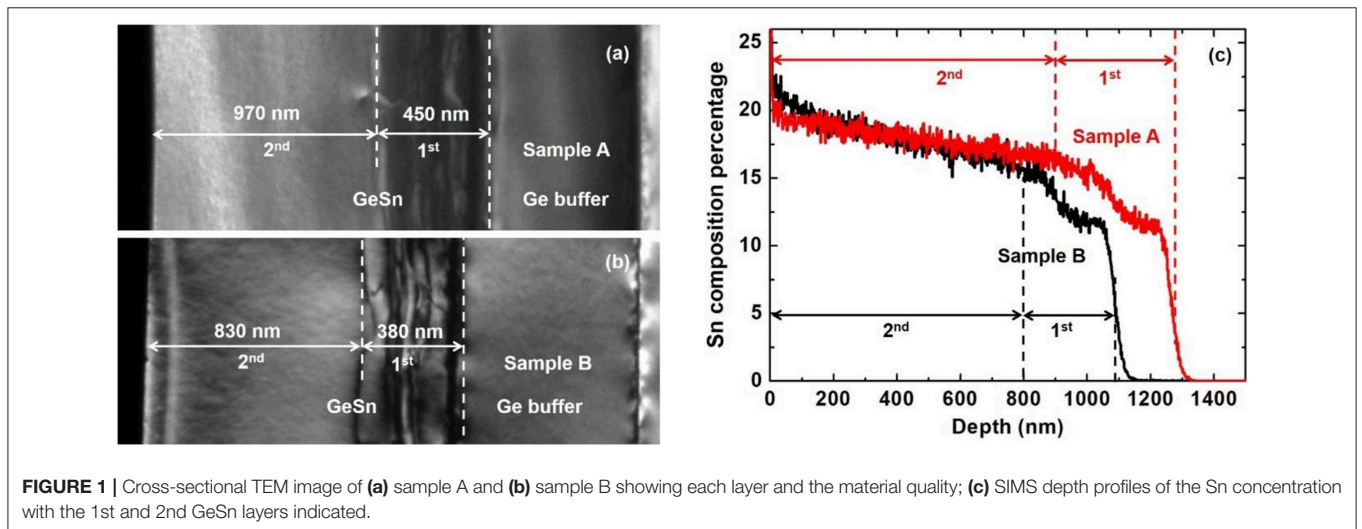 (a)
970 nm
450 nm
2nd
1st
Sample A
GeSn
Ge buffer
(b)
830 nm
380 nm
2nd
1st
Sample B
GeSn
Ge buffer
(c)
Sn composition percentage
25
20
15
10
5
0
2nd
1st
Sample A
Sample B
2nd
1st
0 200 400 600 800 1000 1200 1400
Depth (nm)
FIGURE 1 | Cross-sectional TEM image of (a) sample A and (b) sample B showing each layer and the material quality; (c) SIMS depth profiles of the Sn concentration
with the 1st and 2nd GeSn layers indicated.